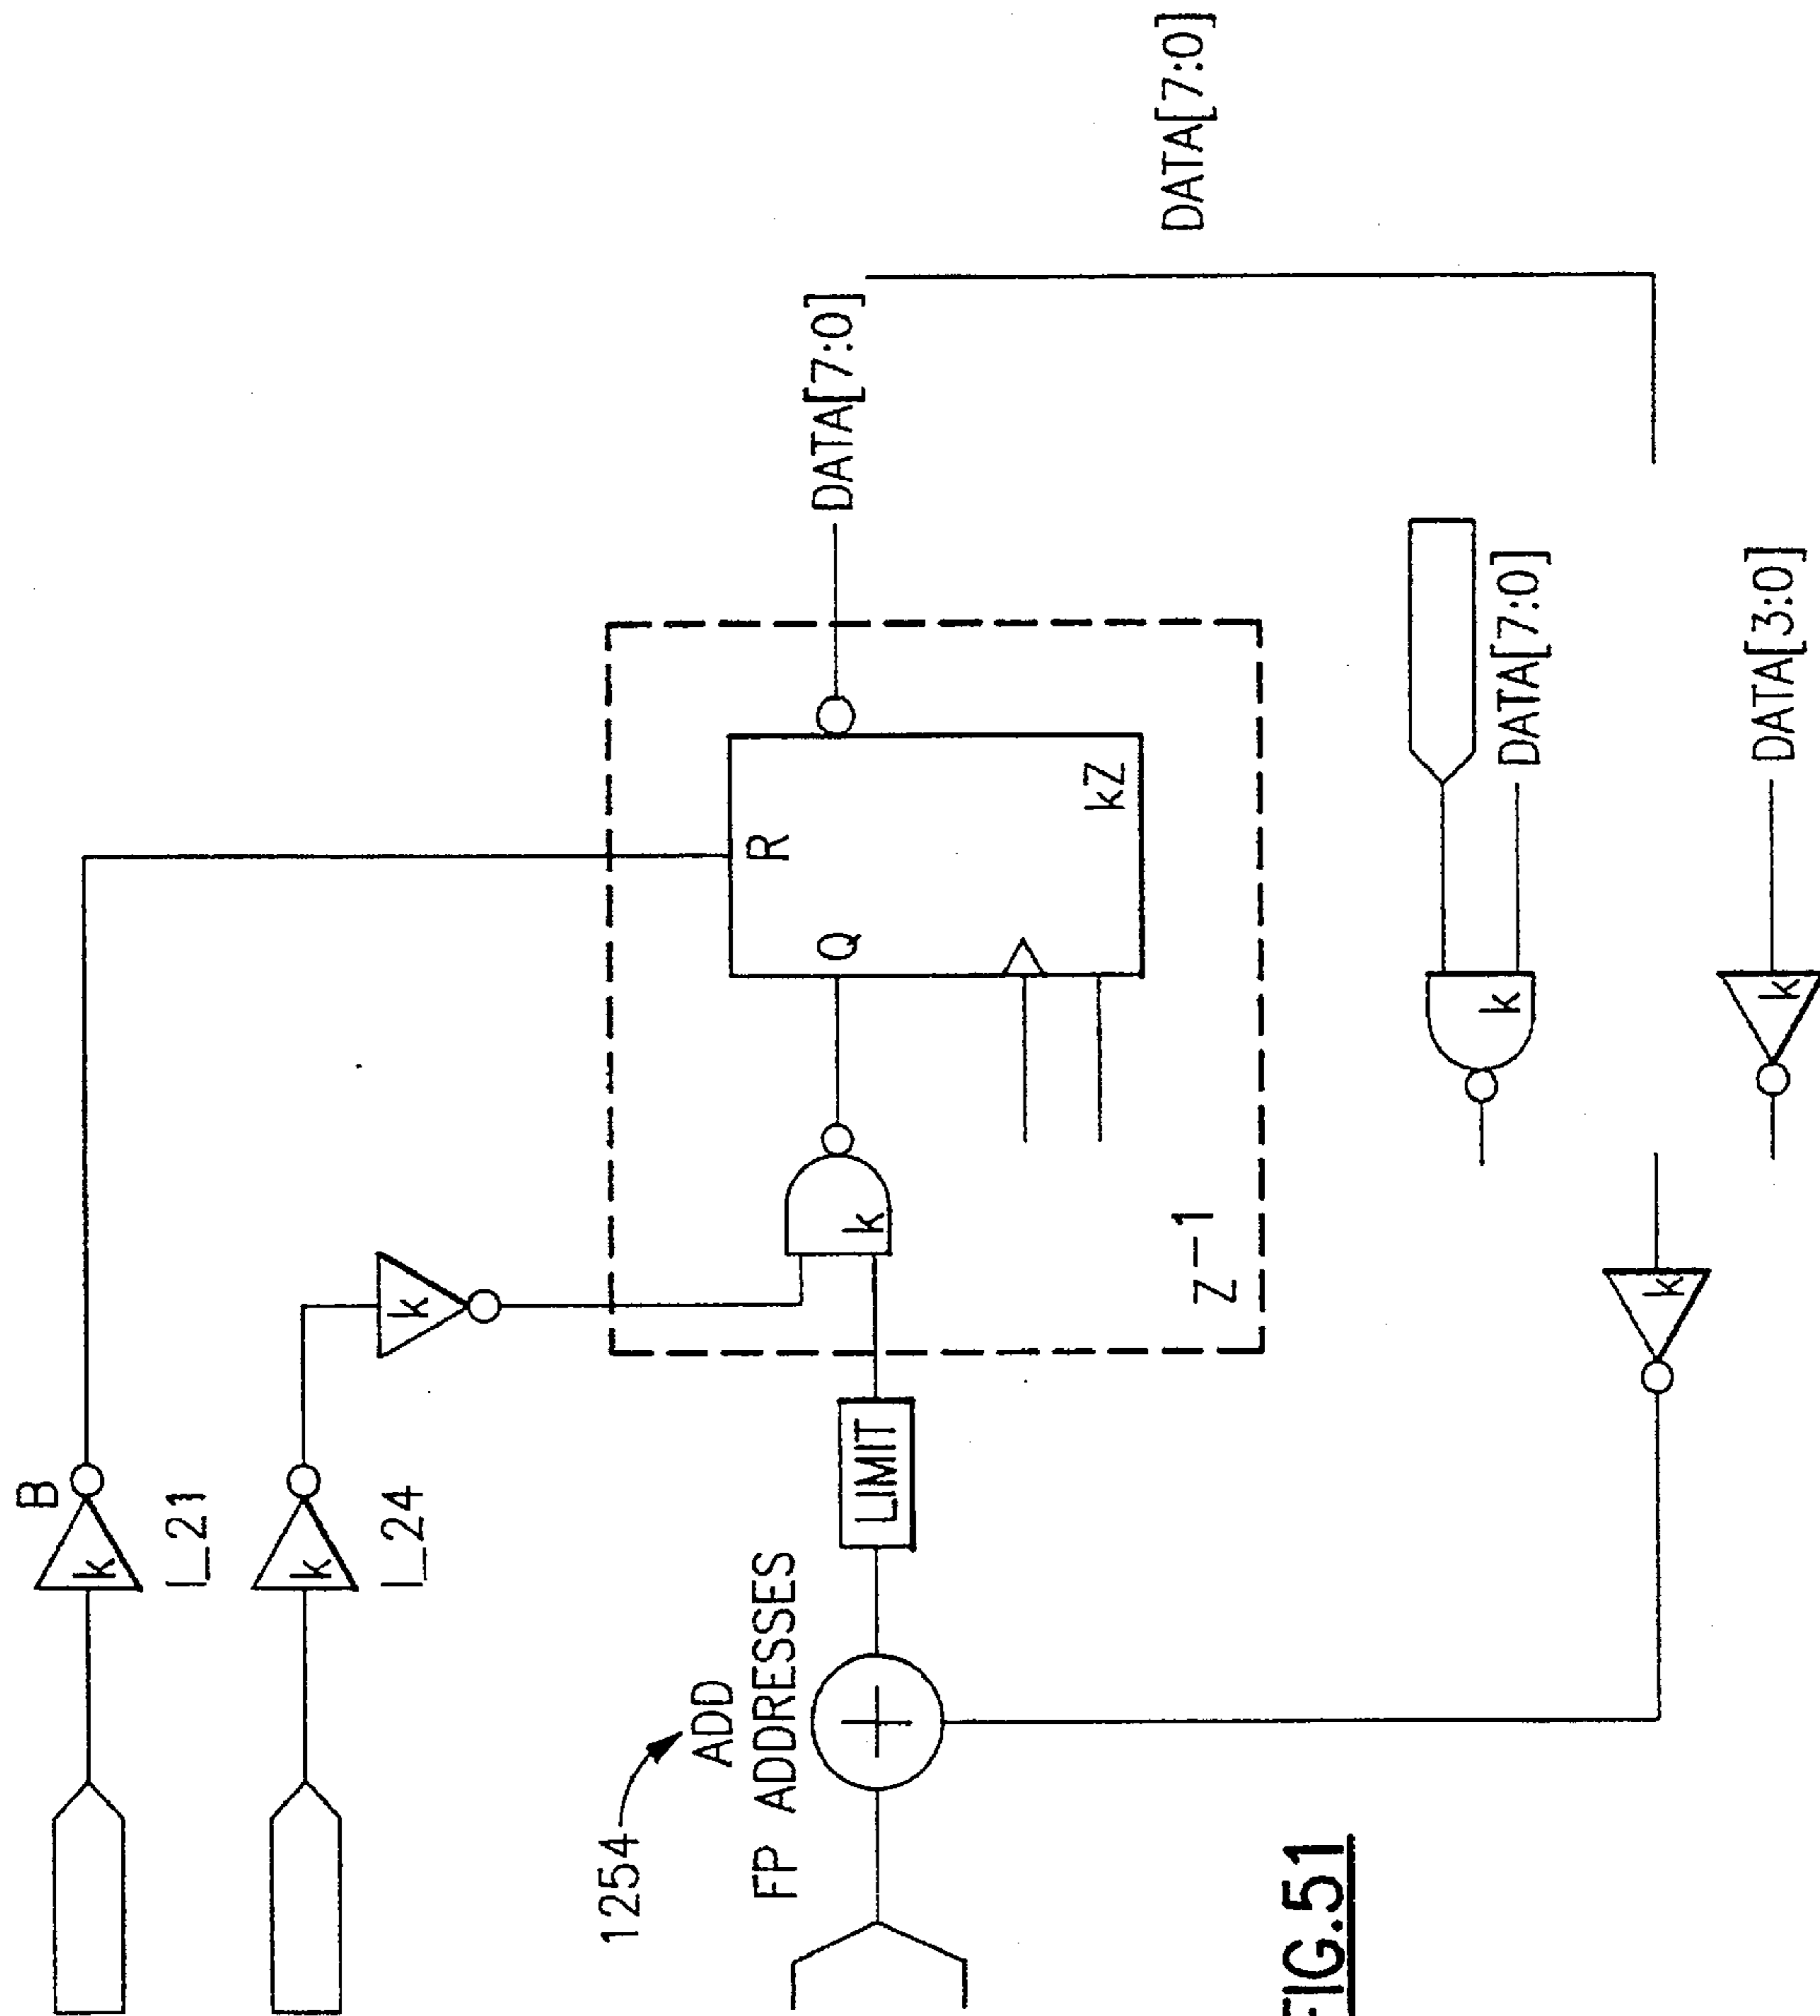 B
k
I_21
k
I_24
k
1254
ADD
FP ADDRESSES
LIMIT
k
Q
R
kZ
Z-1
DATA[7:0]
DATA[7:0]
k
DATA[7:0]
k
k
DATA[3:0]
FIG.51